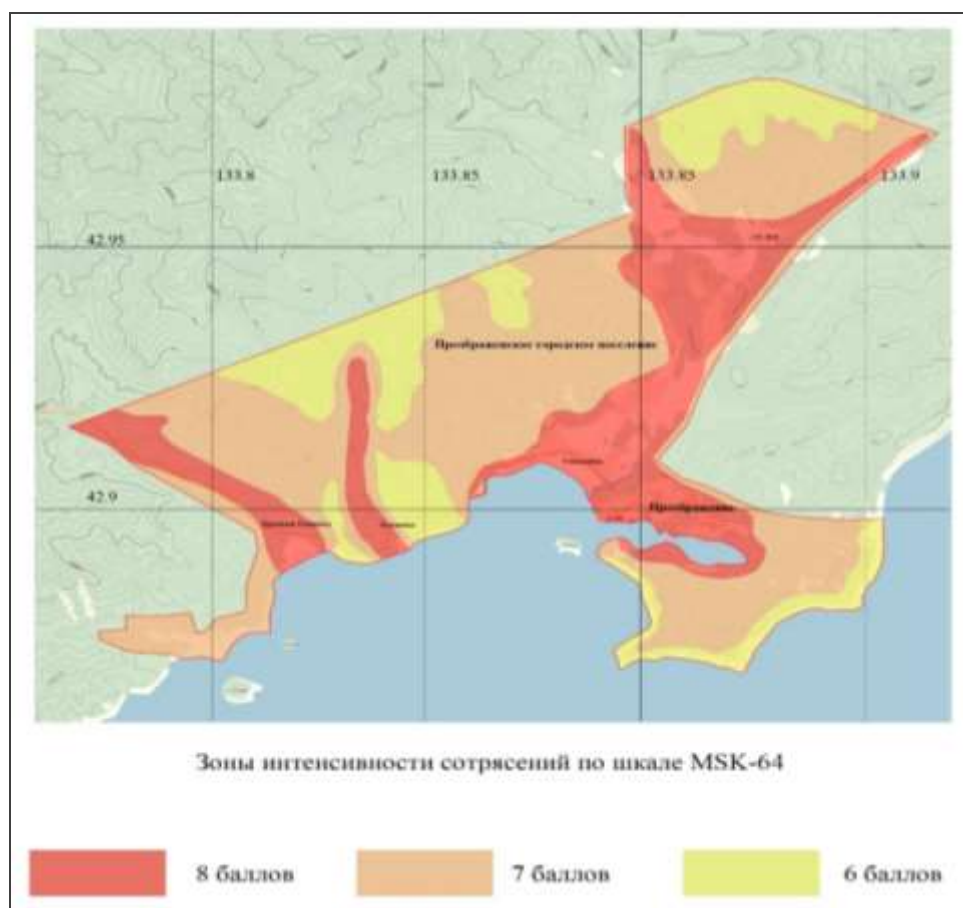 133.8
133.85
133.85
133.9
42.95
Преображенское городское поселение
42.9
Преображение
Зоны интенсивности сотрясений по шкале MSK-64
8 баллов
7 баллов
6 баллов